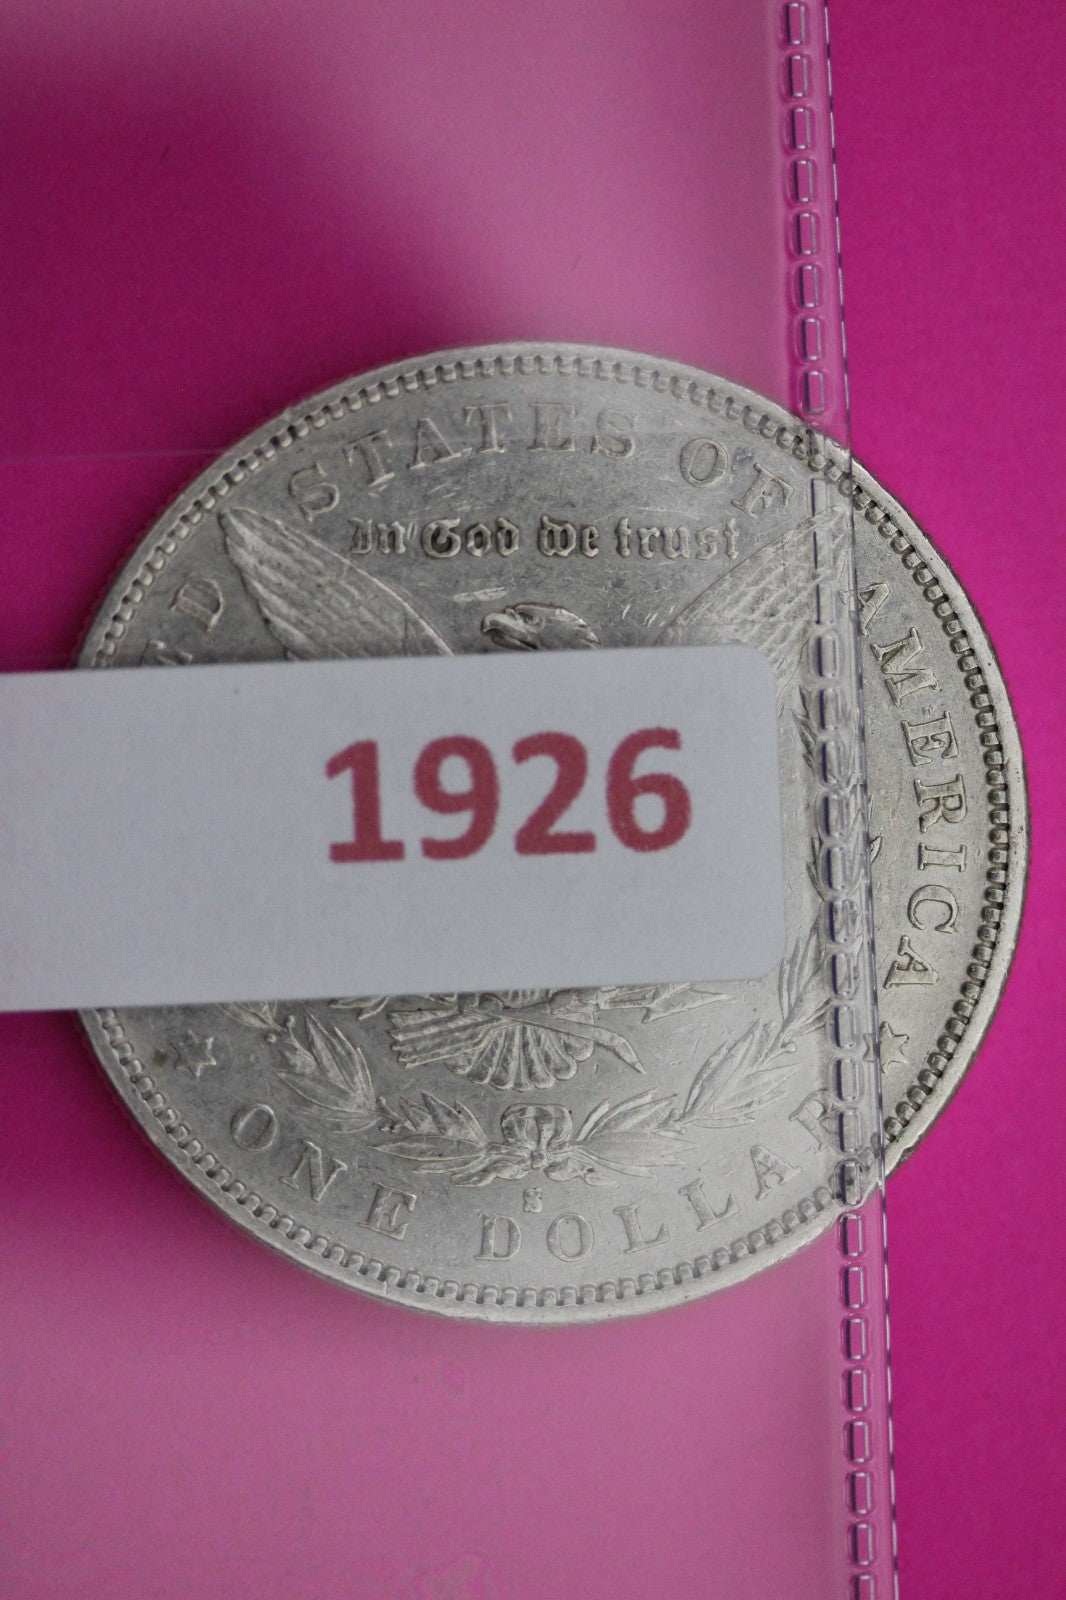 STATES OF AMERICA
In God we trust
1926
S
ONE DOLLAR